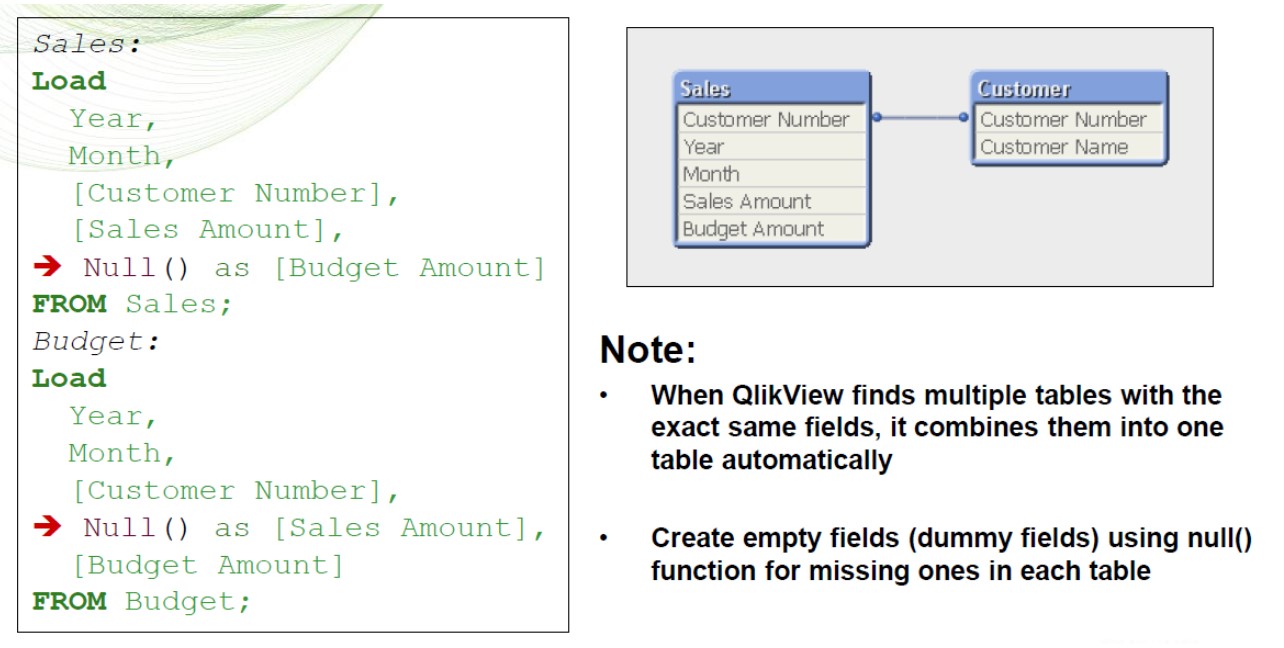 Sales:
Load
Year,
Month,
[Customer Number],
[Sales Amount],
➔ Null() as [Budget Amount]
FROM Sales;
Budget:
Load
Year,
Month,
[Customer Number],
➔ Null() as [Sales Amount],
[Budget Amount]
FROM Budget;
Sales
Customer Number
Year
Month
Sales Amount
Budget Amount
Customer
Customer Number
Customer Name
Note:
• When QlikView finds multiple tables with the
exact same fields, it combines them into one
table automatically
• Create empty fields (dummy fields) using null()
function for missing ones in each table